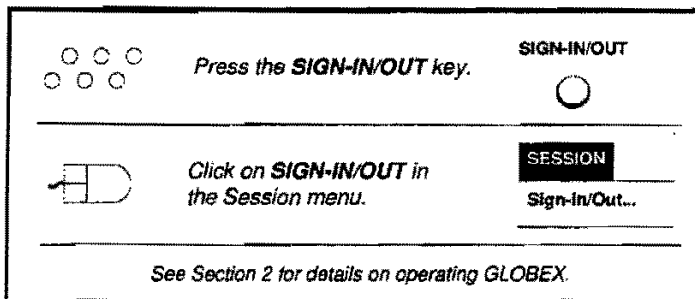 Press the SIGN-IN/OUT key.
SIGN-IN/OUT
Click on SIGN-IN/OUT in
the Session menu.
SESSION
Sign-in/Out...
See Section 2 for details on operating GLOBEX.